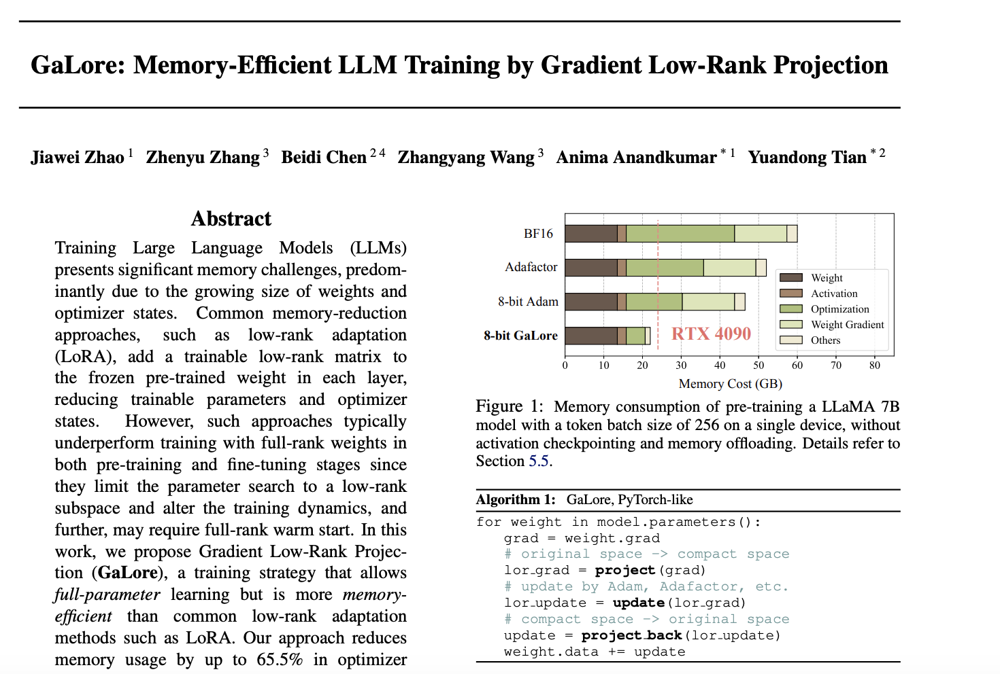 GaLore: Memory-Efficient LLM Training by Gradient Low-Rank Projection
Jiawei Zhao 1 Zhenyu Zhang 3 Beidi Chen 2 4 Zhangyang Wang 3 Anima Anandkumar * 1 Yuandong Tian * 2
Abstract
Training Large Language Models (LLMs)
presents significant memory challenges, predom-
inantly due to the growing size of weights and
optimizer states. Common memory-reduction
approaches, such as low-rank adaptation
(LoRA), add a trainable low-rank matrix to
the frozen pre-trained weight in each layer,
reducing trainable parameters and optimizer
states. However, such approaches typically
underperform training with full-rank weights in
both pre-training and fine-tuning stages since
they limit the parameter search to a low-rank
subspace and alter the training dynamics, and
further, may require full-rank warm start. In this
work, we propose Gradient Low-Rank Projec-
tion (GaLore), a training strategy that allows
full-parameter learning but is more memory-
efficient than common low-rank adaptation
methods such as LoRA. Our approach reduces
memory usage by up to 65.5% in optimizer
BF16
Adafactor
8-bit Adam
8-bit GaLore
RTX 4090
Weight
Activation
Optimization
Weight Gradient
Others
0 10 20 30 40 50 60 70 80
Memory Cost (GB)
Figure 1: Memory consumption of pre-training a LLaMA 7B
model with a token batch size of 256 on a single device, without
activation checkpointing and memory offloading. Details refer to
Section 5.5.
Algorithm 1: GaLore, PyTorch-like
for weight in model.parameters():
grad = weight.grad
# original space -> compact space
lor_grad = project(grad)
# update by Adam, Adafactor, etc.
lor_update = update(lor_grad)
# compact space -> original space
update = project_back(lor_update)
weight.data += update